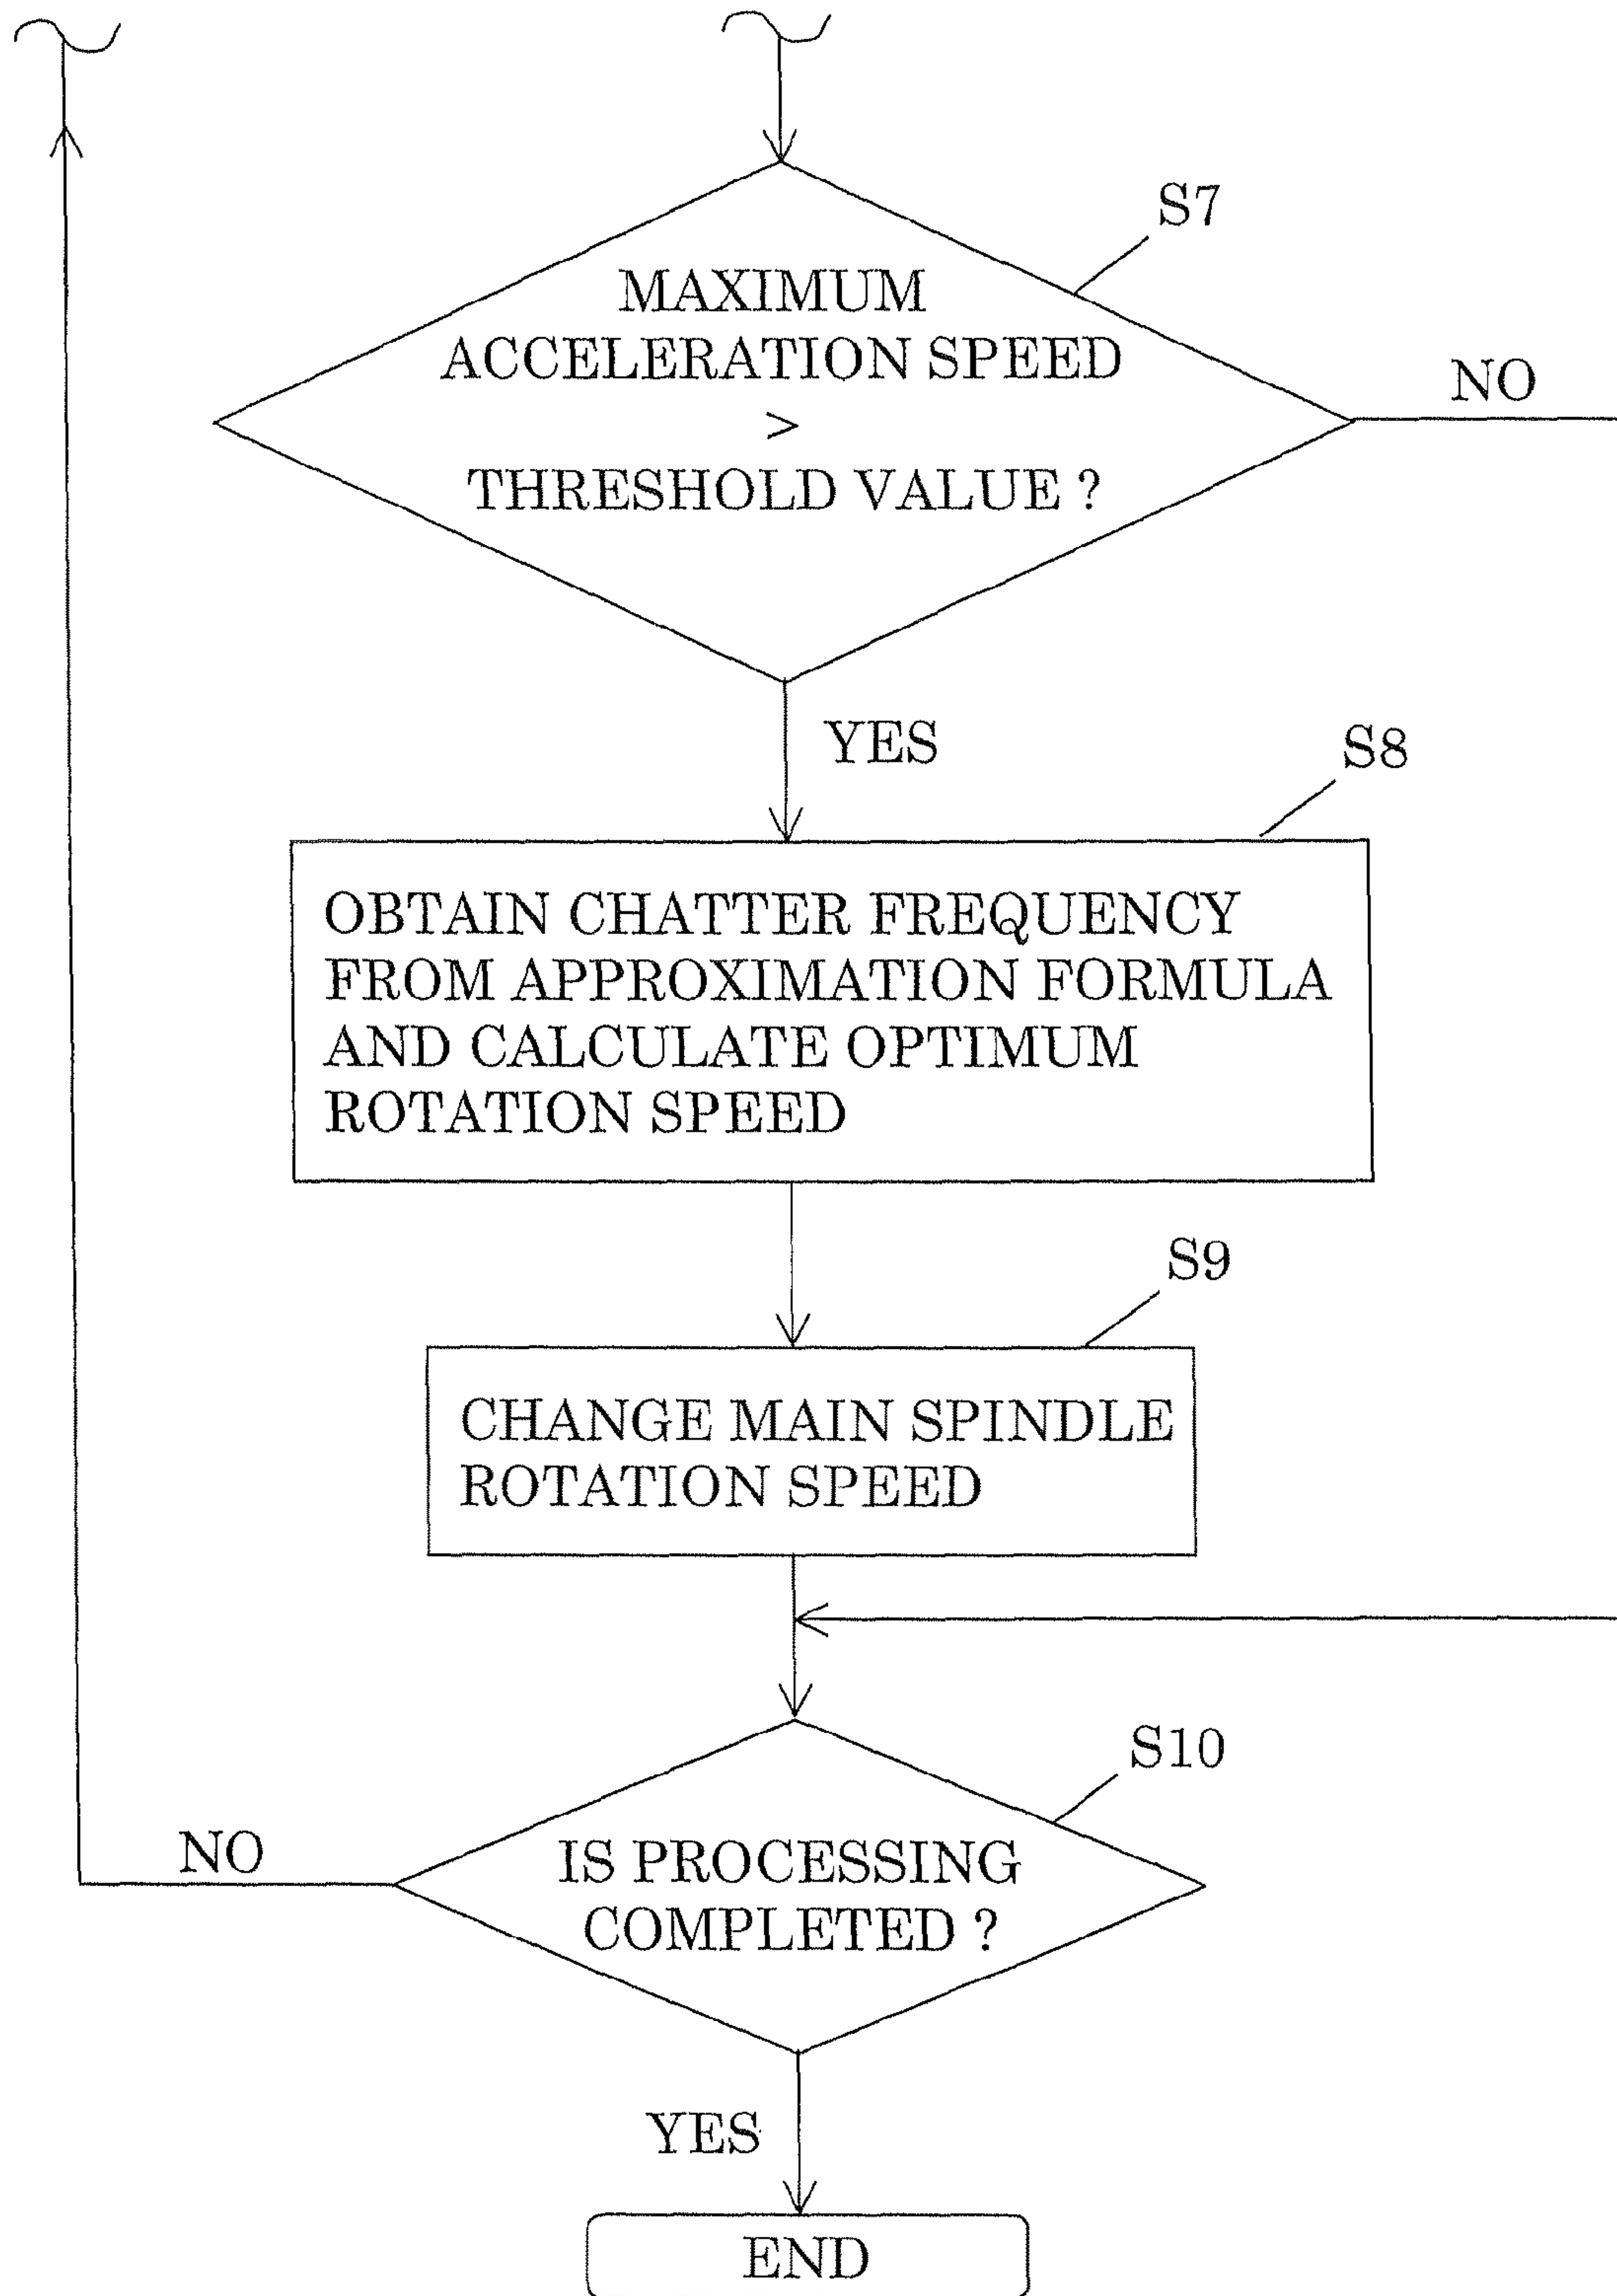 S7
MAXIMUM
ACCELERATION SPEED
>
THRESHOLD VALUE ?
NO
YES
S8
OBTAIN CHATTER FREQUENCY
FROM APPROXIMATION FORMULA
AND CALCULATE OPTIMUM
ROTATION SPEED
S9
CHANGE MAIN SPINDLE
ROTATION SPEED
S10
NO
IS PROCESSING
COMPLETED ?
YES
END